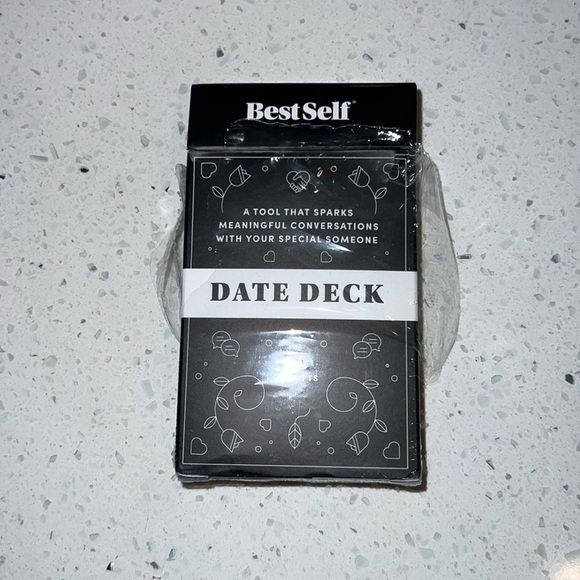 BestSelf®
A TOOL THAT SPARKS
MEANINGFUL CONVERSATIONS
WITH YOUR SPECIAL SOMEONE
DATE DECK